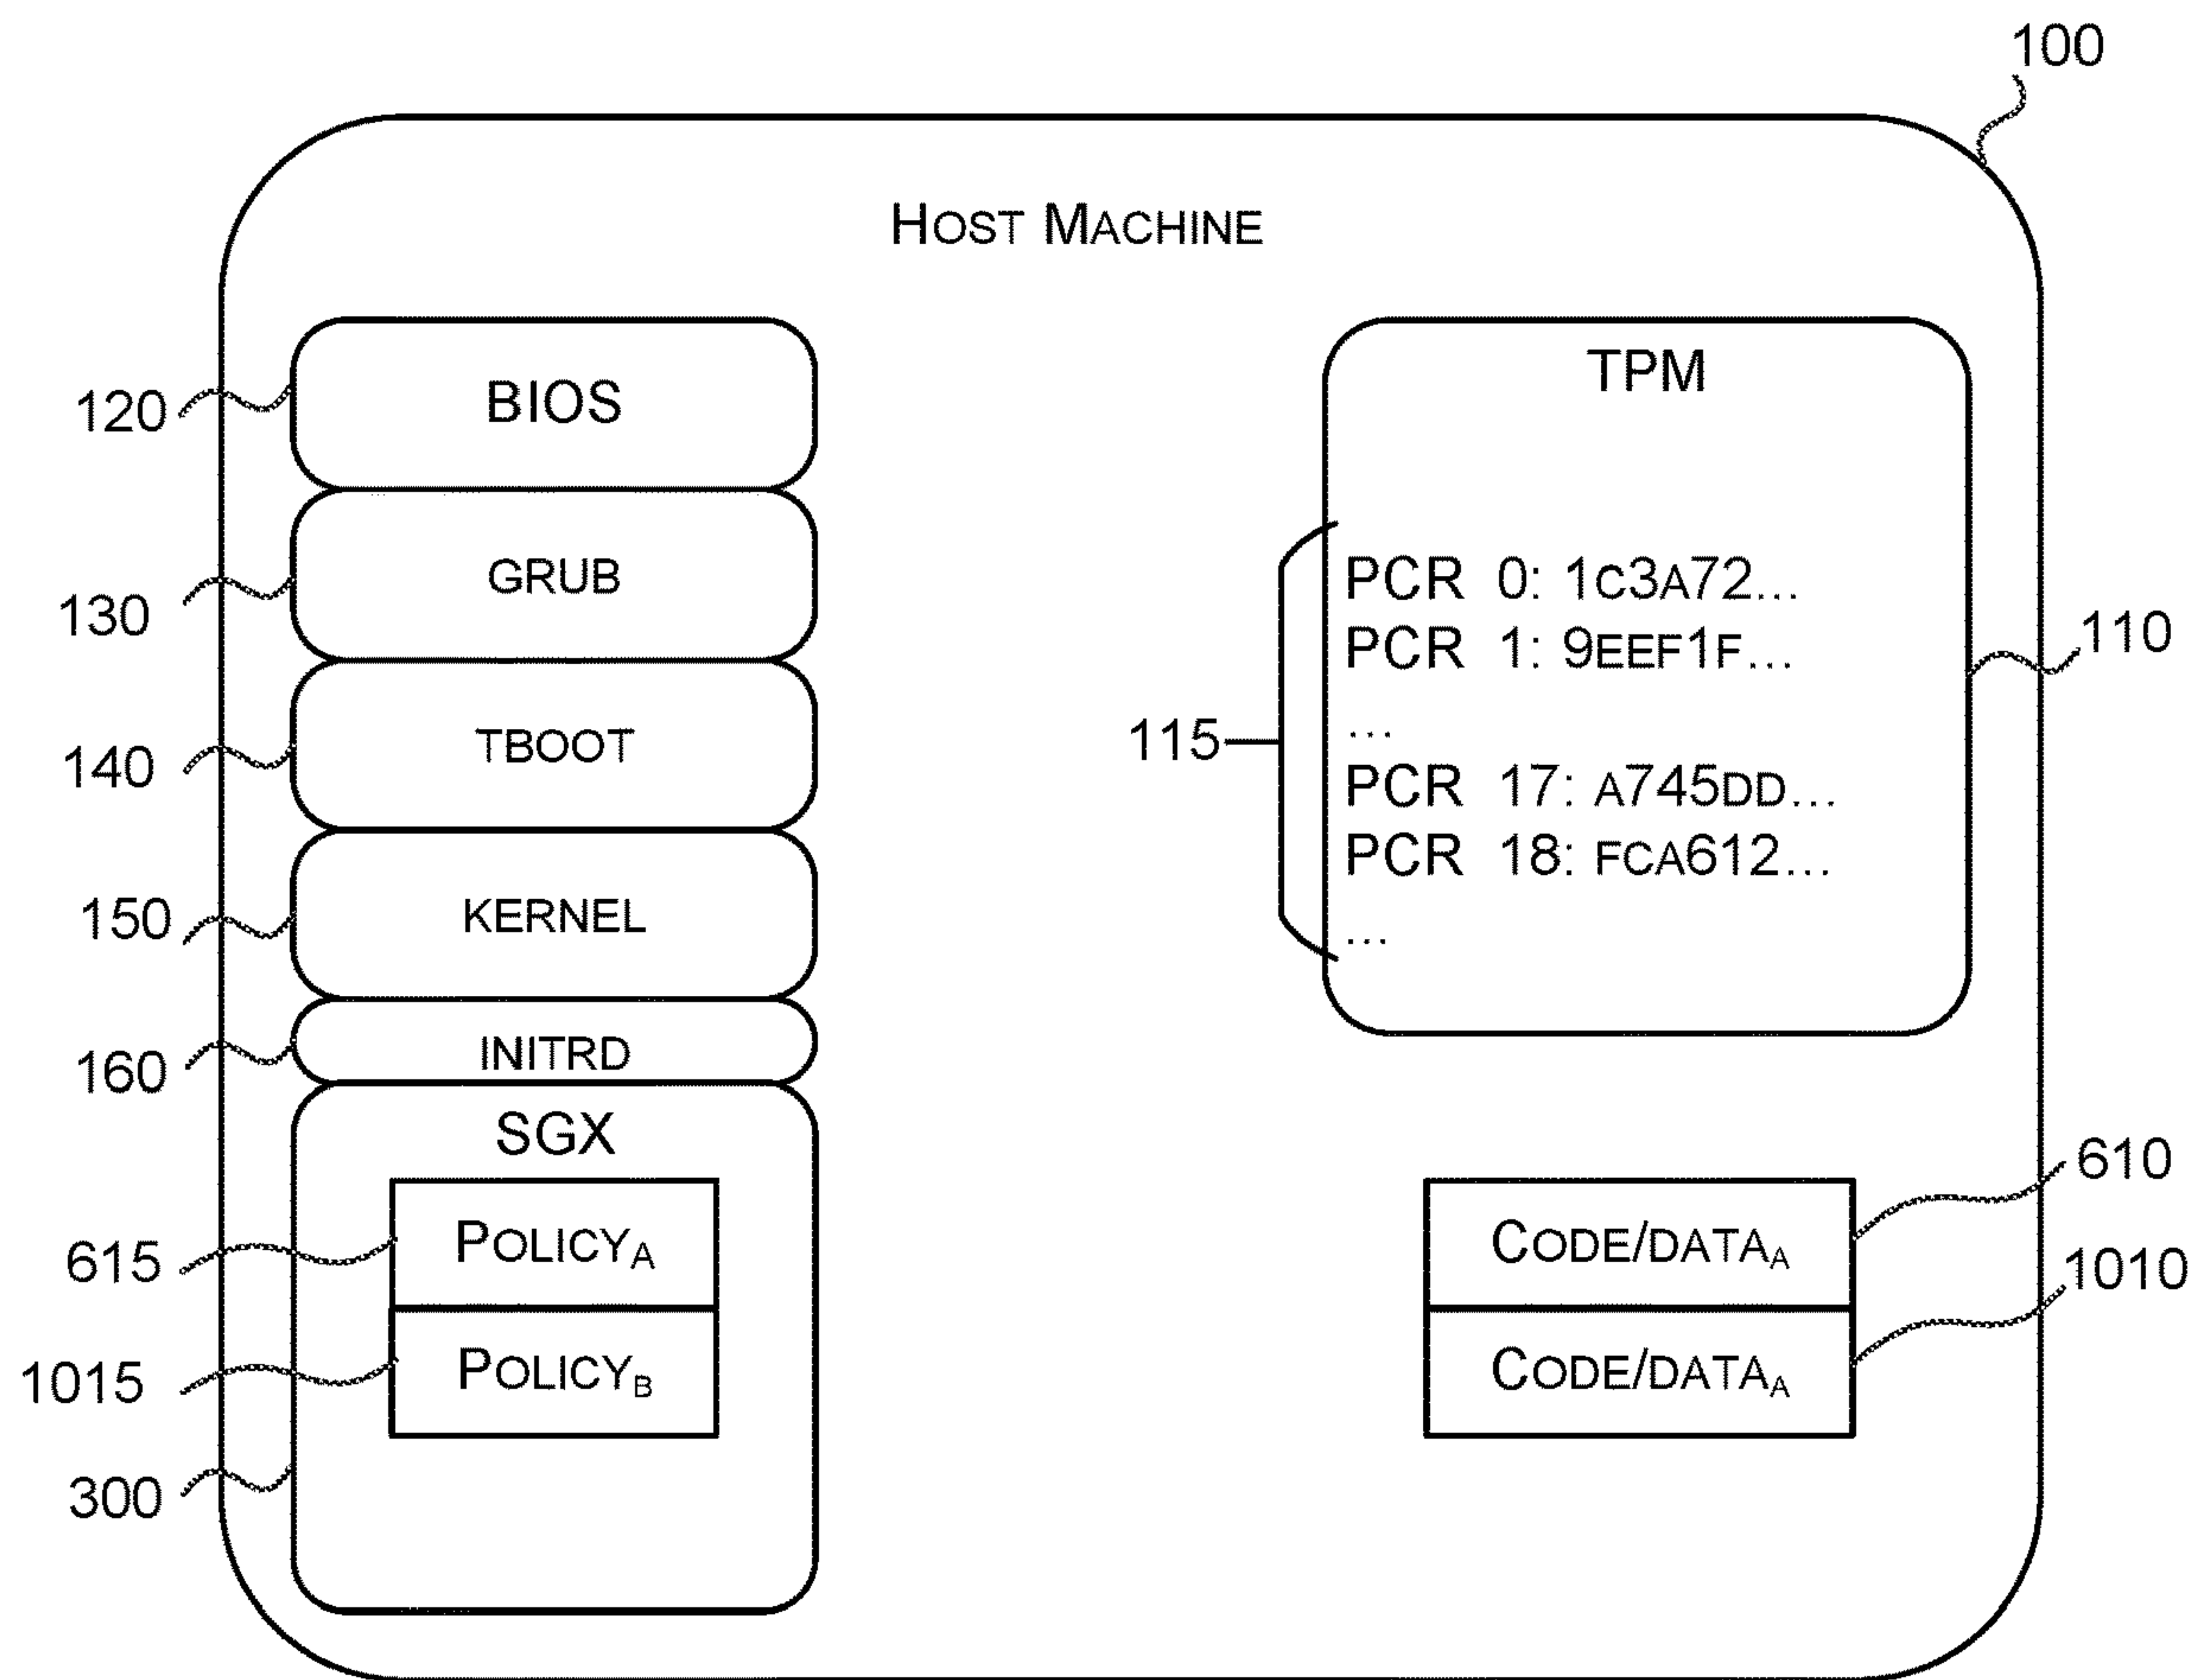 100
HOST MACHINE
120
BIOS
130
GRUB
140
TBOOT
150
KERNEL
160
INITRD
SGX
615
POLICYA
1015
POLICYB
300
TPM
PCR 0: 1C3A72...
PCR 1: 9EEF1F...
...
PCR 17: A745DD...
PCR 18: FCA612...
...
115
110
CODE/DATAA
610
CODE/DATAA
1010